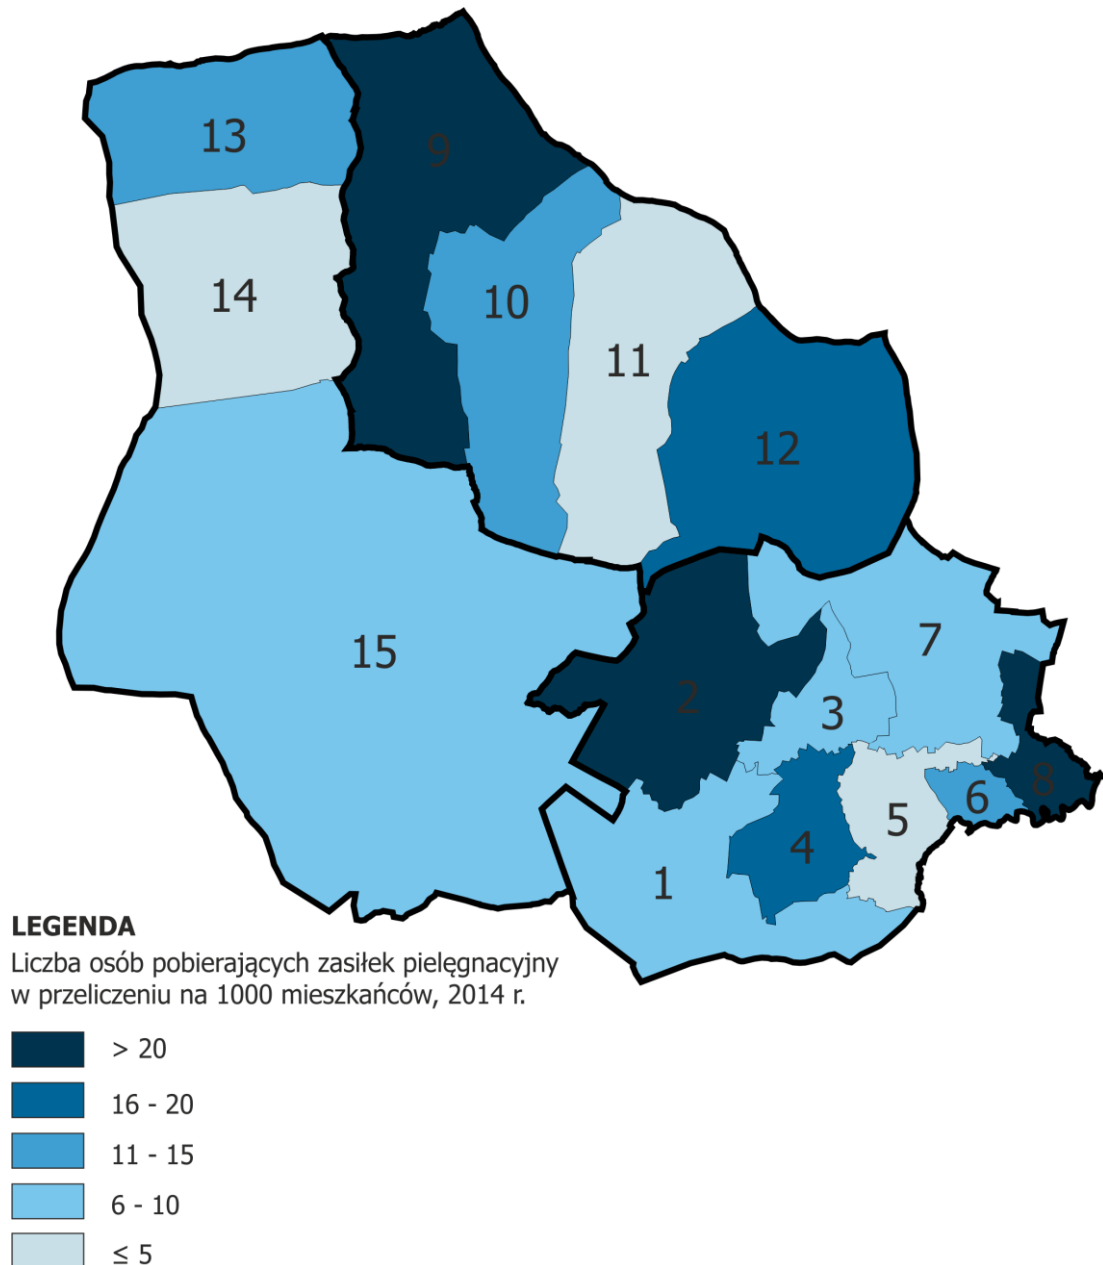 13
9
14
10
11
12
15
7
2
3
8
6
5
4
1
LEGENDA
Liczba osób pobierających zasiłek pielęgnacyjny
w przeliczeniu na 1000 mieszkańców, 2014 r.
> 20
16 - 20
11 - 15
6 - 10
≤ 5